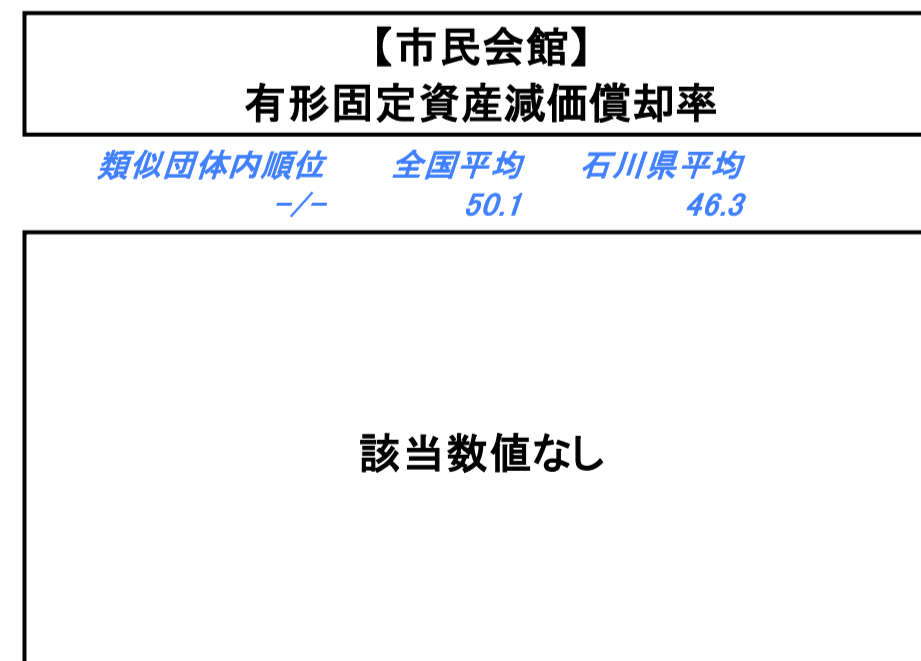 【市民会館】
有形固定資産減価償却率
類似団体内順位 全国平均 石川県平均
-/- 50.1 46.3
該当数値なし